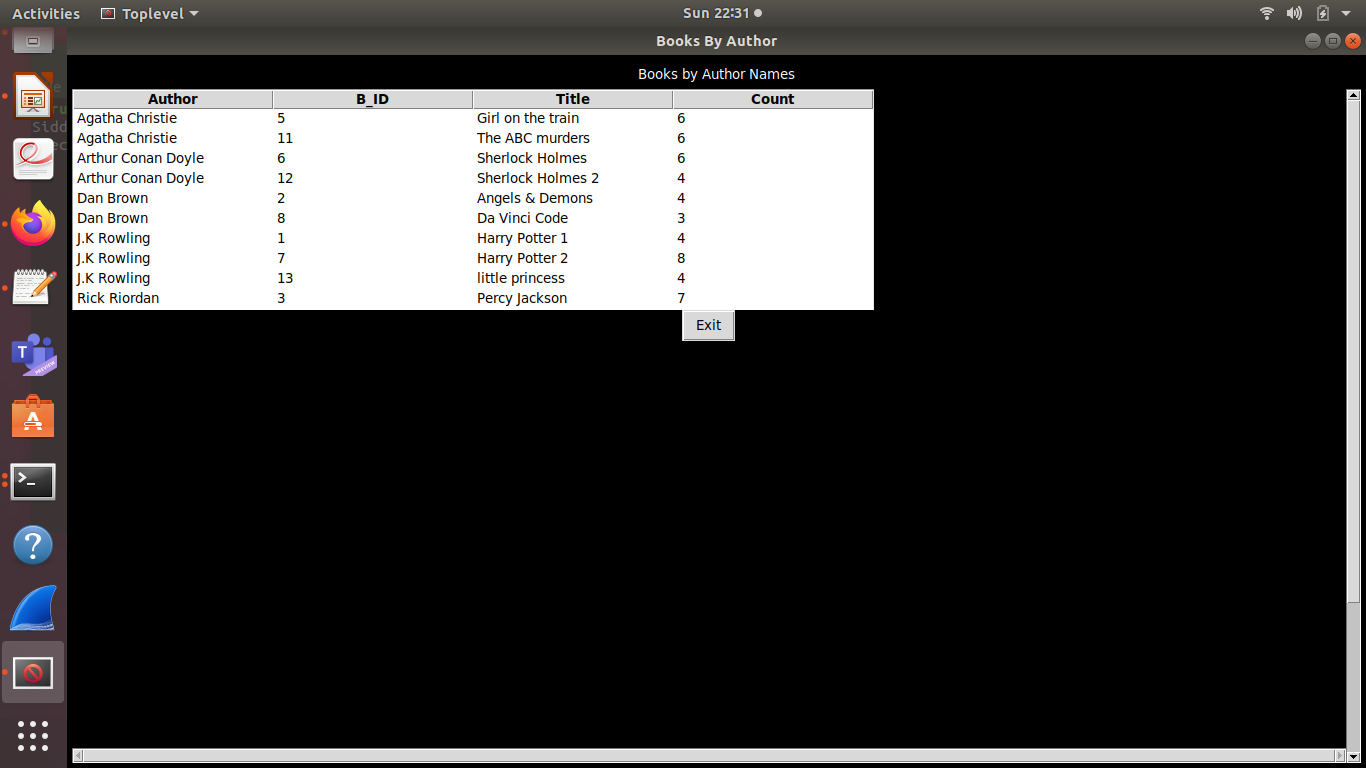 Activities Toplevel Sun 22:31
Books By Author
Books by Author Names
Author B_ID Title Count
Agatha Christie 5 Girl on the train 6
Agatha Christie 11 The ABC murders 6
Arthur Conan Doyle 6 Sherlock Holmes 6
Arthur Conan Doyle 12 Sherlock Holmes 2 4
Dan Brown 2 Angels & Demons 4
Dan Brown 8 Da Vinci Code 3
J.K Rowling 1 Harry Potter 1 4
J.K Rowling 7 Harry Potter 2 8
J.K Rowling 13 little princess 4
Rick Riordan 3 Percy Jackson 7
Exit